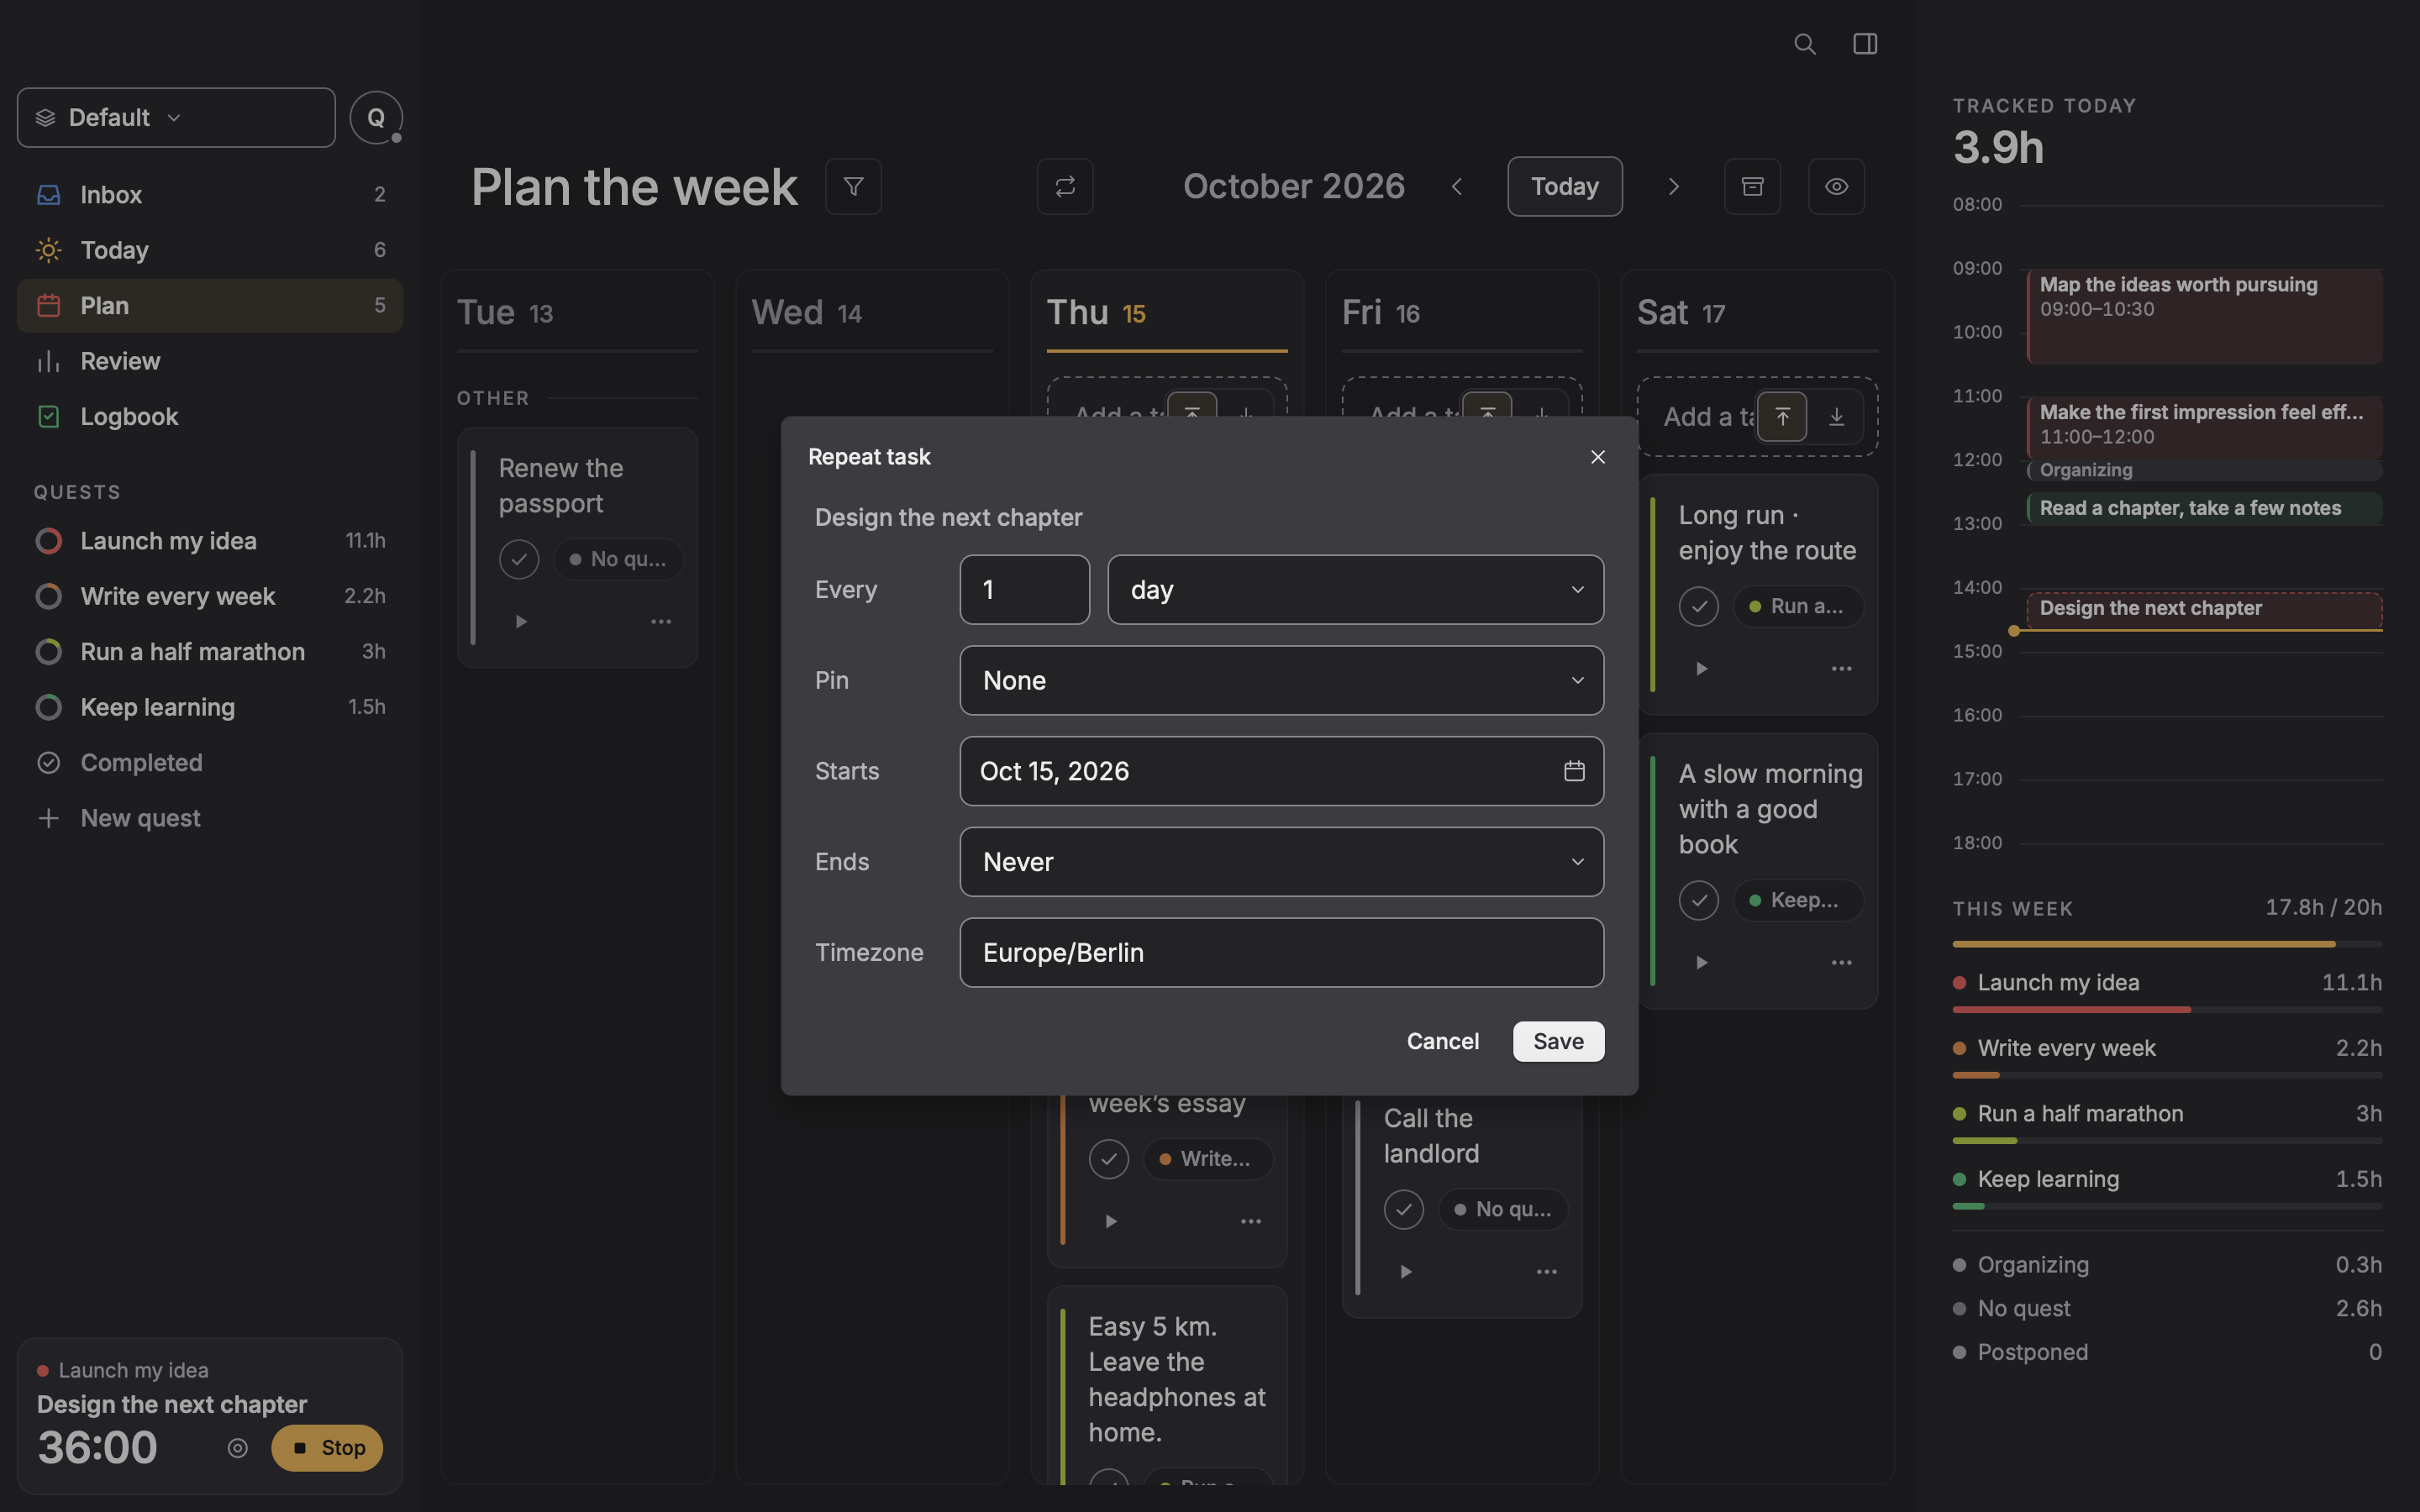 Default
Q
Inbox 2
Today 6
Plan 5
Review
Logbook
QUESTS
Launch my idea 11.1h
Write every week 2.2h
Run a half marathon 3h
Keep learning 1.5h
Completed
New quest
Launch my idea
Design the next chapter
36:00 Stop
Plan the week
October 2026 Today
Tue 13
OTHER
Renew the
passport
No qu...
Wed 14
Thu 15
week's essay
Write...
Easy 5 km.
Leave the
headphones at
home.
Fri 16
Call the
landlord
No qu...
Sat 17
Add a ta
Long run ·
enjoy the route
Run a...
A slow morning
with a good
book
Keep...
Repeat task
Design the next chapter
Every 1 day
Pin None
Starts Oct 15, 2026
Ends Never
Timezone Europe/Berlin
Cancel Save
TRACKED TODAY
3.9h
08:00
09:00
Map the ideas worth pursuing
09:00–10:30
10:00
11:00
Make the first impression feel eff...
11:00–12:00
12:00
Organizing
Read a chapter, take a few notes
13:00
14:00
Design the next chapter
15:00
16:00
17:00
18:00
THIS WEEK 17.8h / 20h
Launch my idea 11.1h
Write every week 2.2h
Run a half marathon 3h
Keep learning 1.5h
Organizing 0.3h
No quest 2.6h
Postponed 0